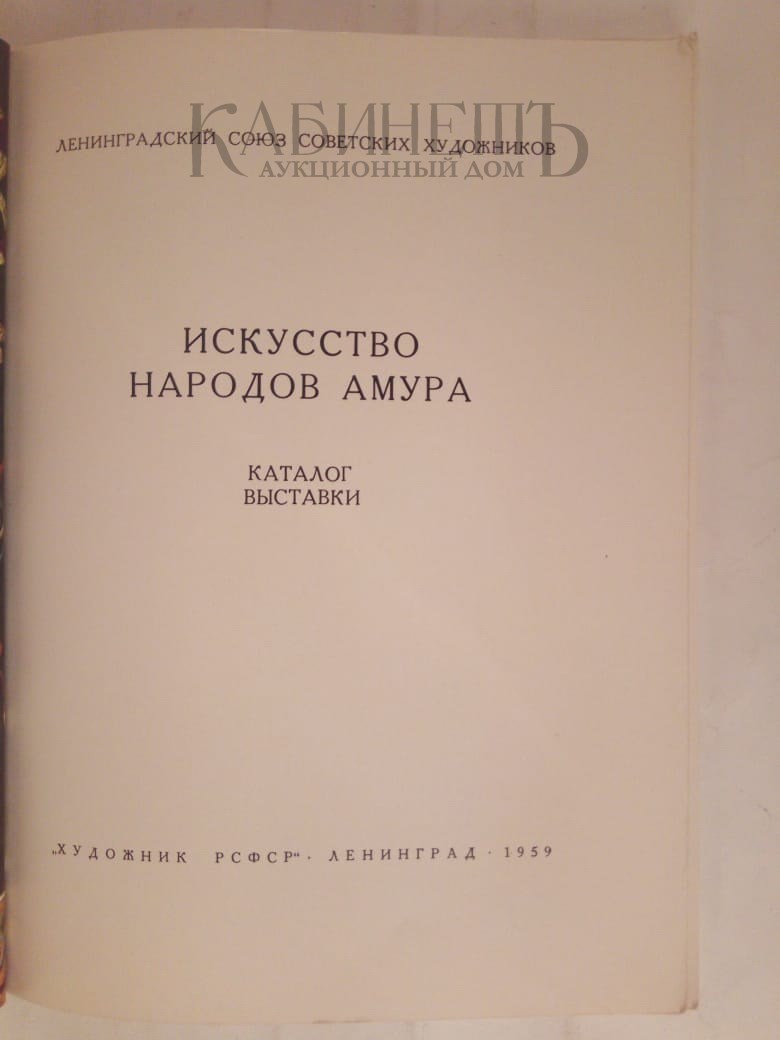 КАБИНЕТЪ
ЛЕНИНГРАДСКИЙ СОЮЗ СОВЕТСКИХ ХУДОЖНИКОВ
АУКЦИОННЫЙ ДОМ
ИСКУССТВО
НАРОДОВ АМУРА
КАТАЛОГ
ВЫСТАВКИ
„ХУДОЖНИК РСФСР“ · ЛЕНИНГРАД · 1959